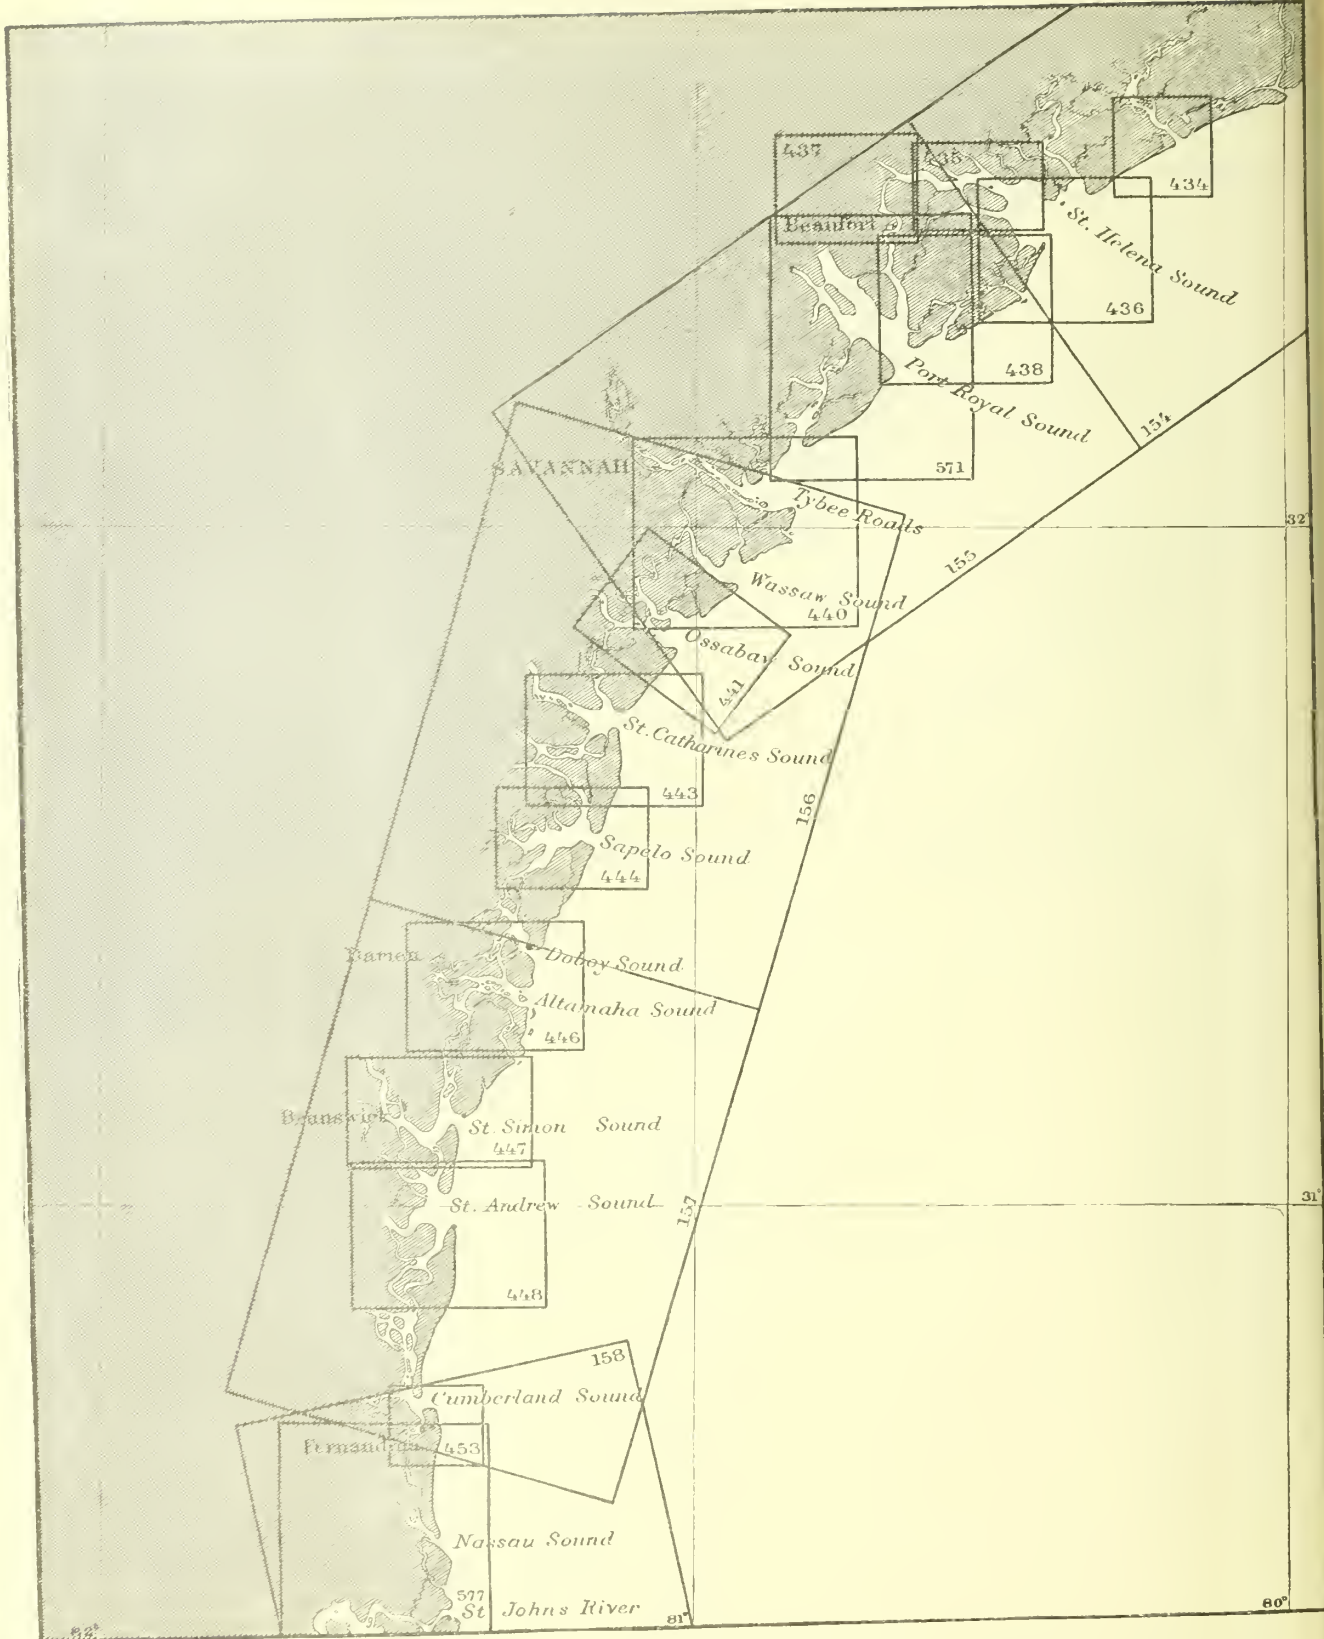 437
435
434
Beaufort
St. Helena Sound
436
438
Port Royal Sound
154
571
SAVANNAH
Tybee Roads
32°
155
Wassaw Sound
440
Ossabaw Sound
441
St. Catharines Sound
443
156
Sapelo Sound
444
Darien
Doboy Sound
Altamaha Sound
446
Brunswick
St. Simon Sound
447
St. Andrew Sound
157
31°
448
158
Cumberland Sound
Fernandina
453
Nassau Sound
577
St Johns River
82°
81°
80°